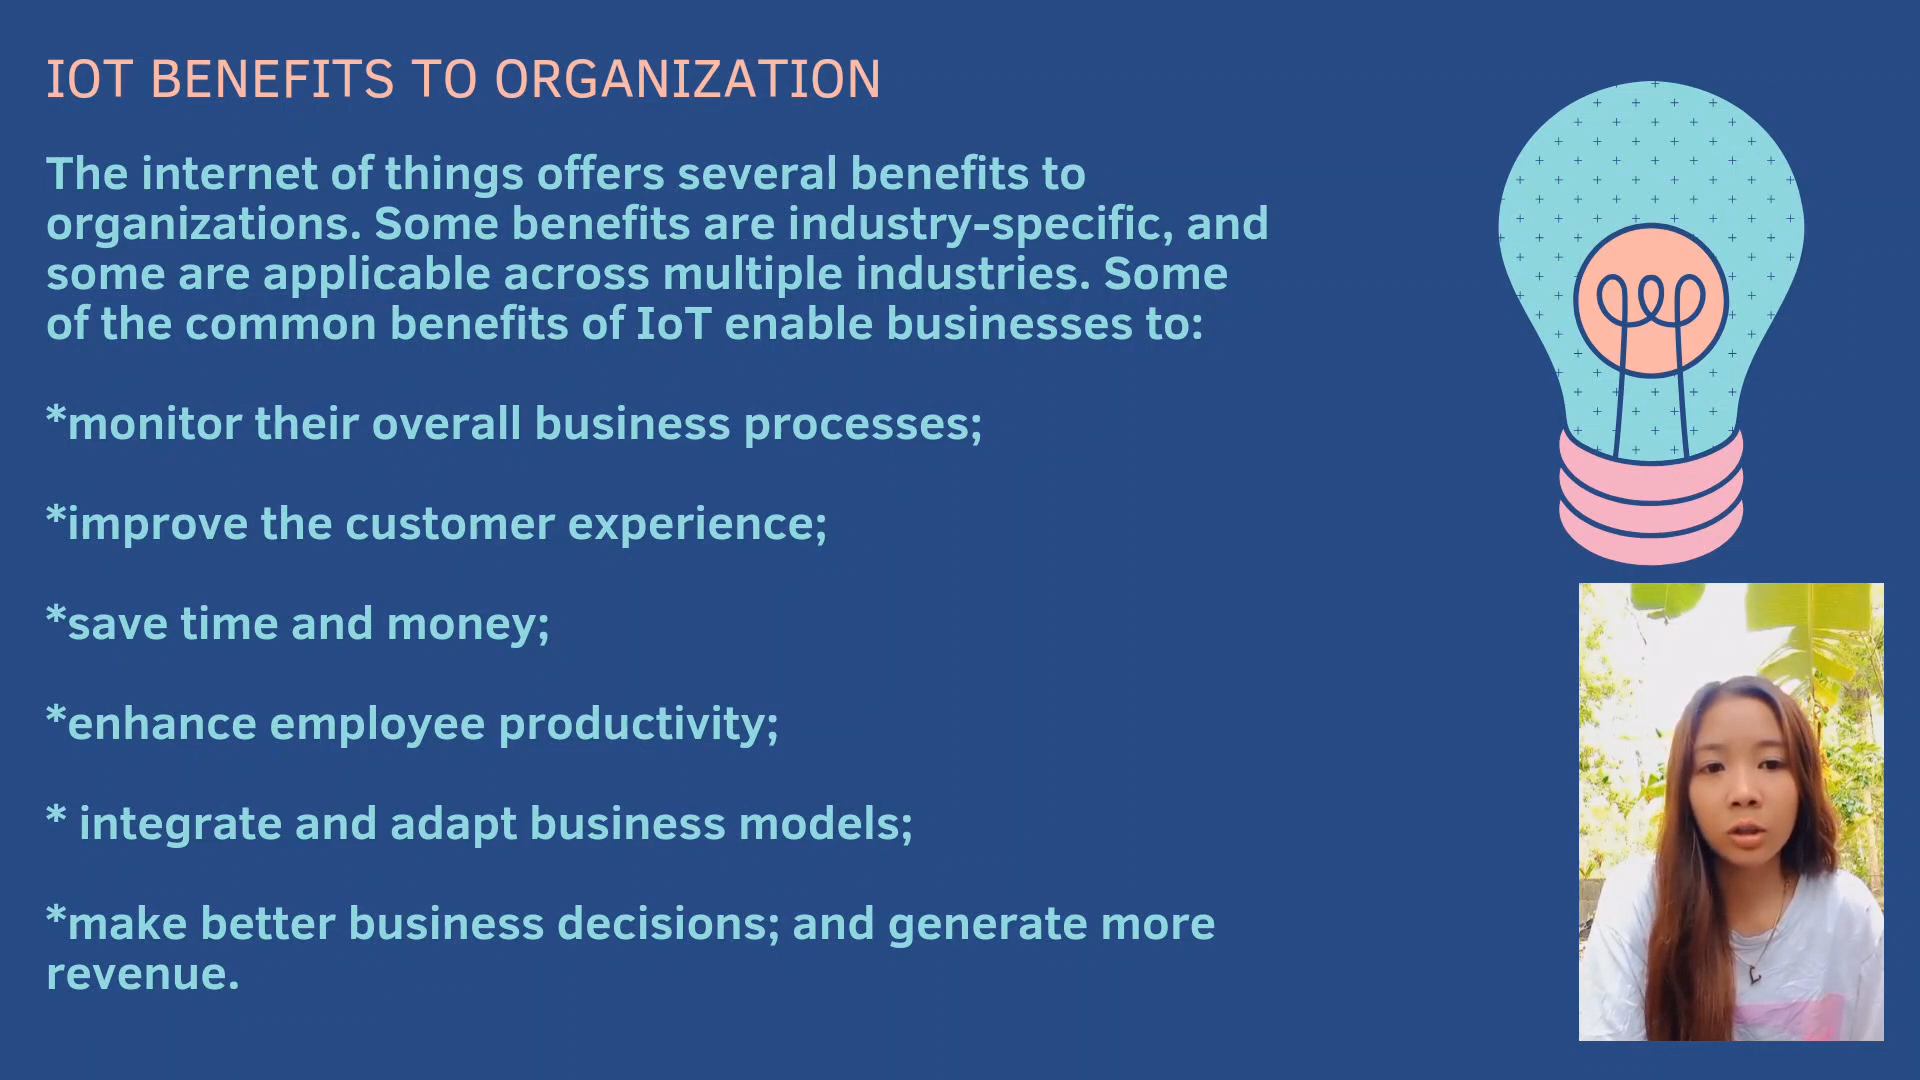 IOT BENEFITS TO ORGANIZATION
The internet of things offers several benefits to
organizations. Some benefits are industry-specific, and
some are applicable across multiple industries. Some
of the common benefits of IoT enable businesses to:
*monitor their overall business processes;
*improve the customer experience;
*save time and money;
*enhance employee productivity;
* integrate and adapt business models;
*make better business decisions; and generate more
revenue.